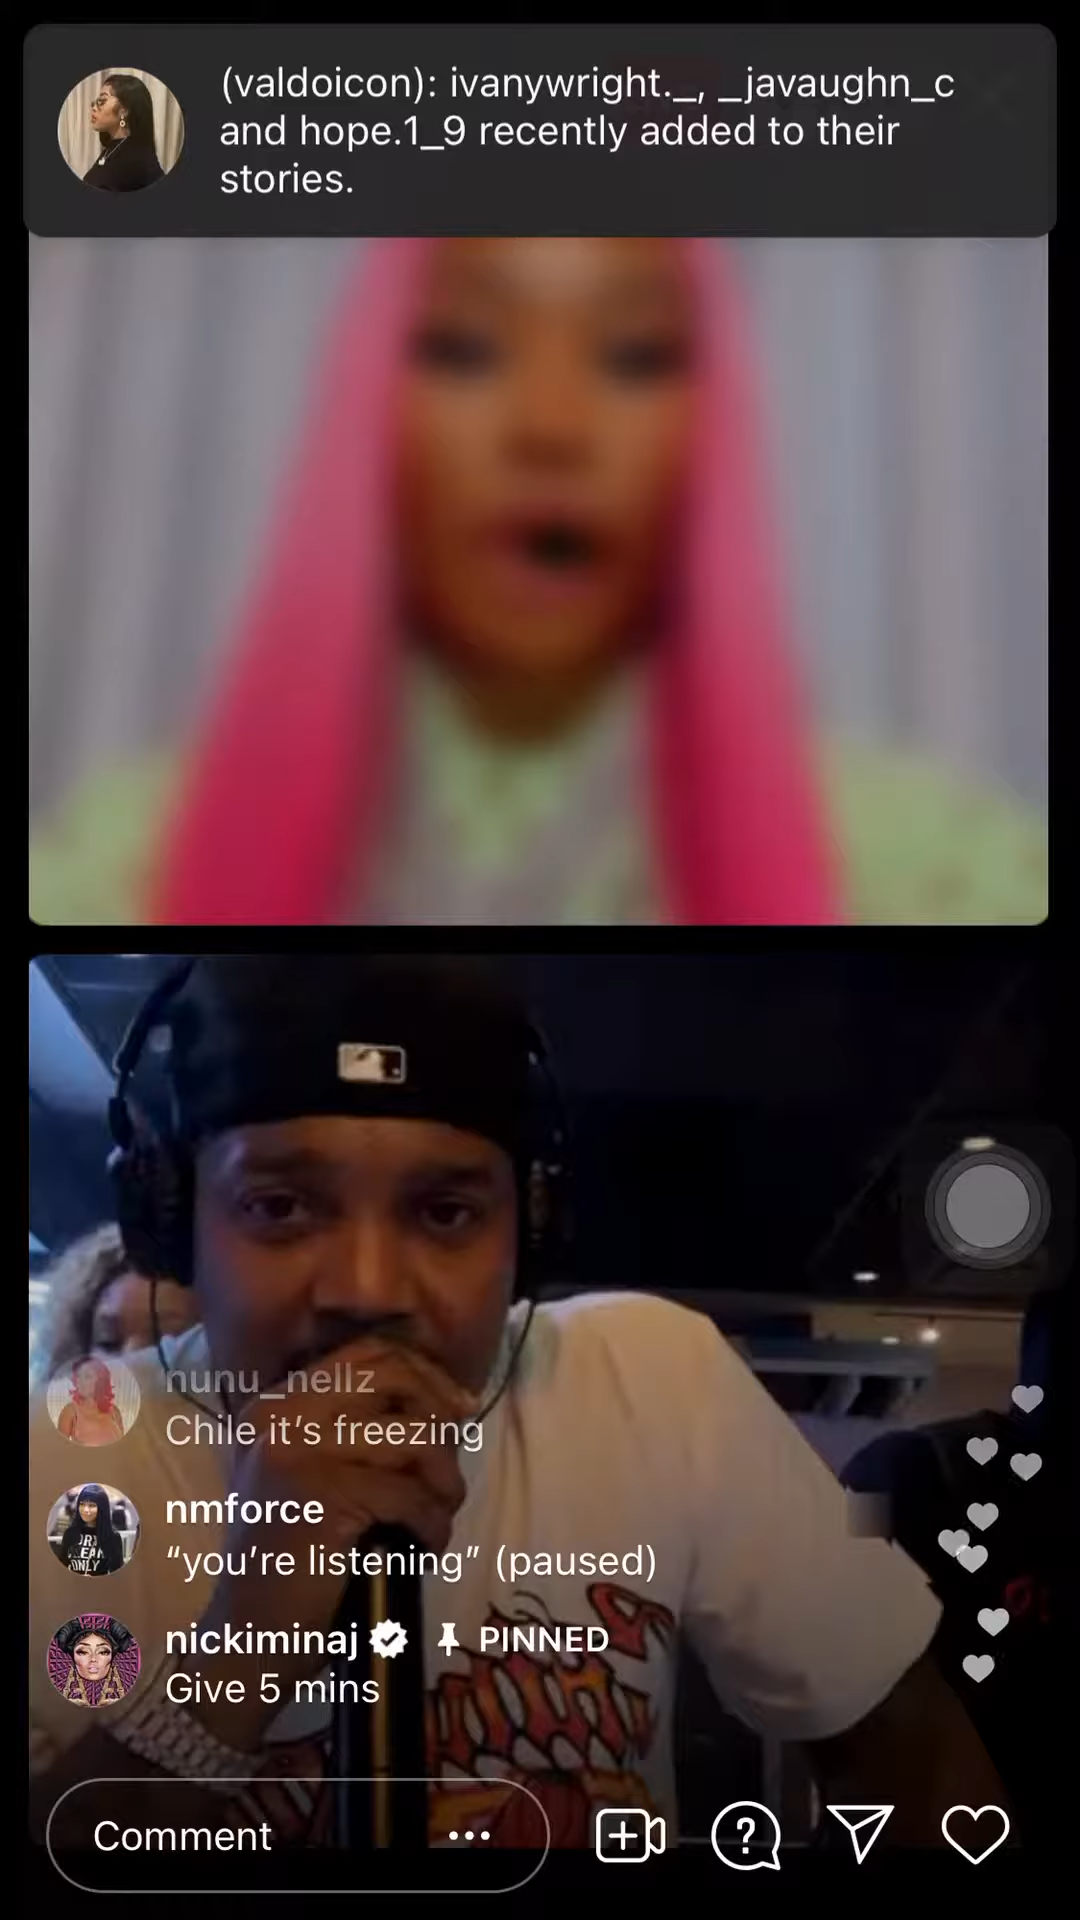 (valdoicon): ivanywright._, _javaughn_c
and hope.1_9 recently added to their
stories.
nunu_nellz
Chile it’s freezing
nmforce
“you’re listening” (paused)
nickiminaj PINNED
Give 5 mins
Comment